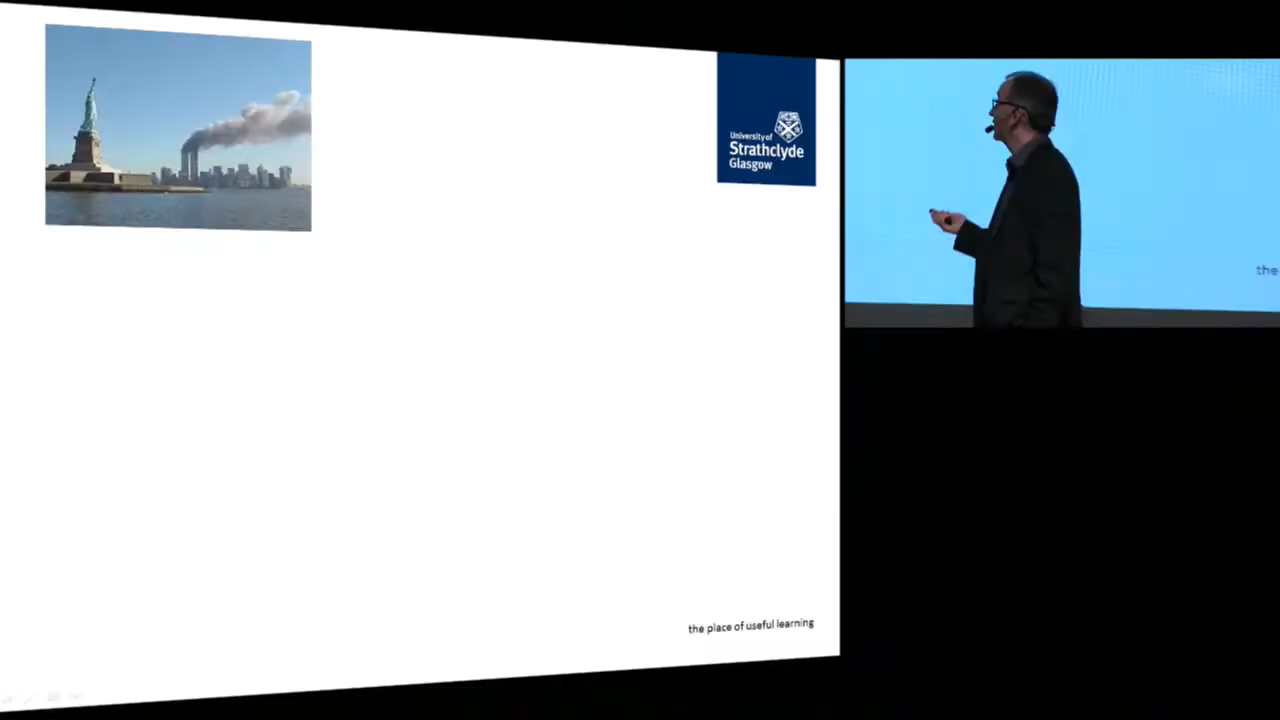 University of
Strathclyde
Glasgow
the place of useful learning
the